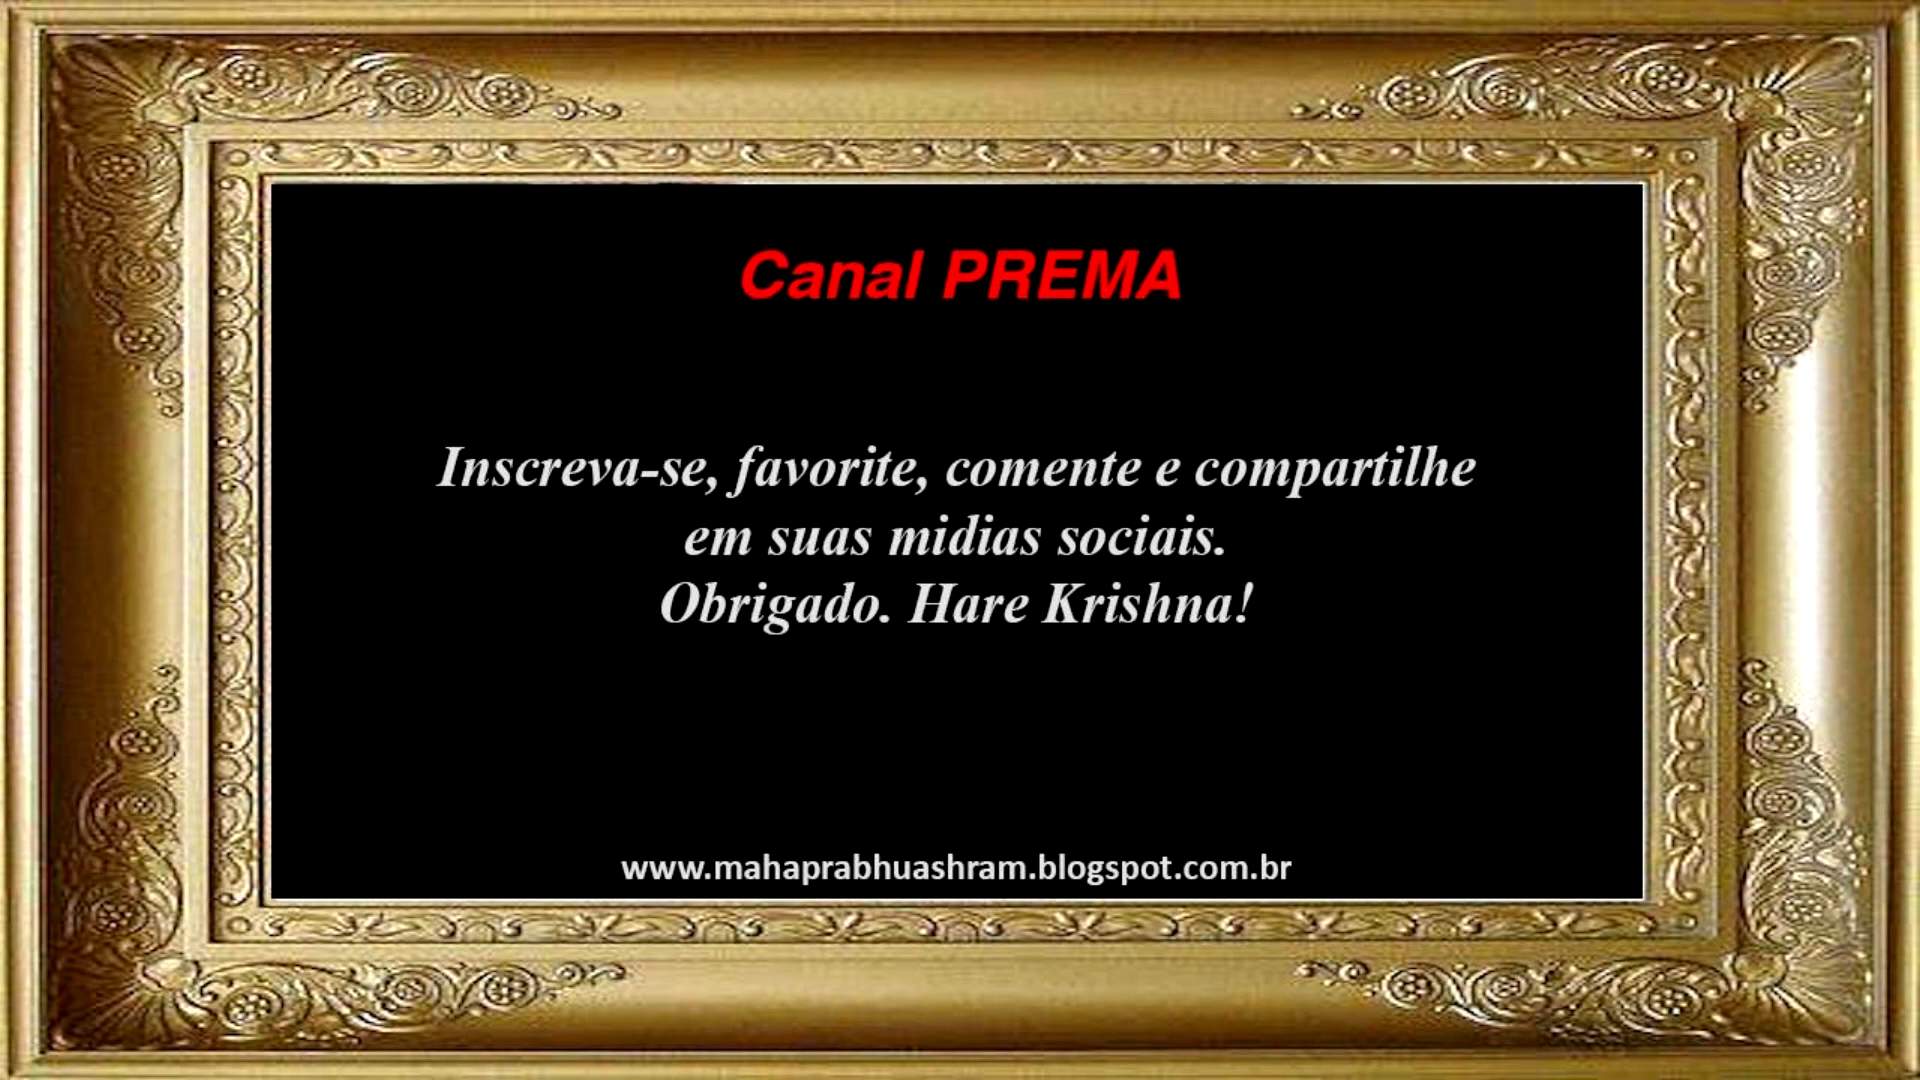 Canal PREMA
Inscreva-se, favorite, comente e compartilhe
em suas midias sociais.
Obrigado. Hare Krishna!
www.mahaprabhuashram.blogspot.com.br